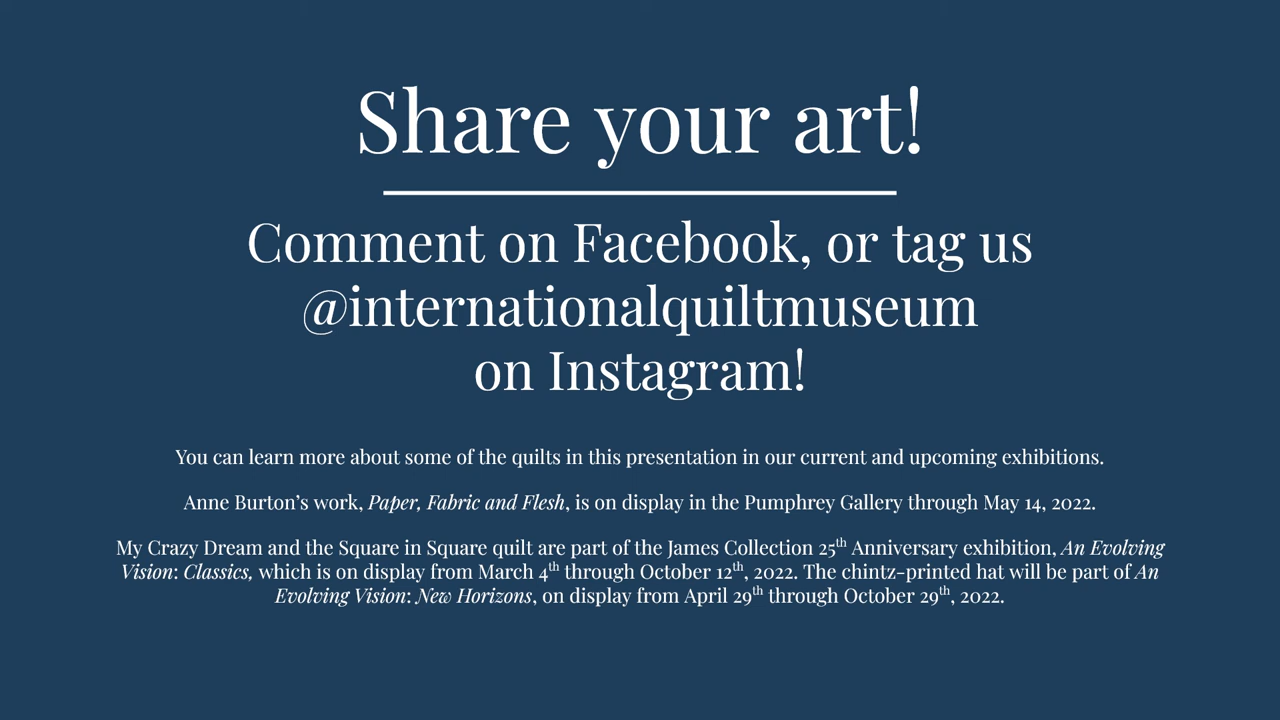 Share your art!
Comment on Facebook, or tag us
@internationalquiltmuseum
on Instagram!
You can learn more about some of the quilts in this presentation in our current and upcoming exhibitions.
Anne Burton’s work, Paper, Fabric and Flesh, is on display in the Pumphrey Gallery through May 14, 2022.
My Crazy Dream and the Square in Square quilt are part of the James Collection 25th Anniversary exhibition, An Evolving
Vision: Classics, which is on display from March 4th through October 12th, 2022. The chintz-printed hat will be part of An
Evolving Vision: New Horizons, on display from April 29th through October 29th, 2022.